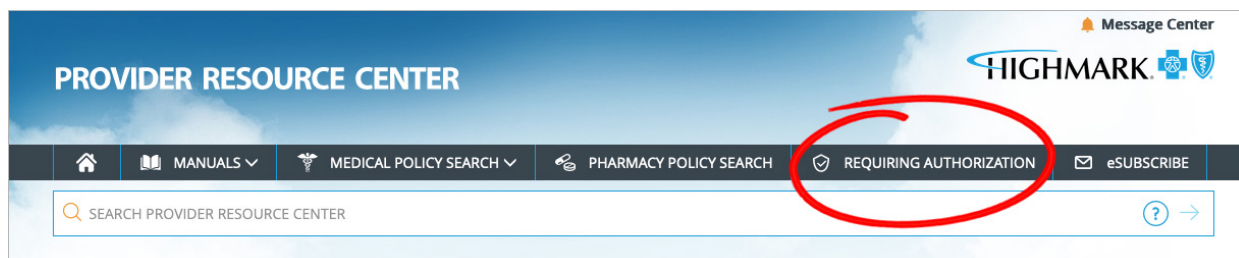 Message Center
PROVIDER RESOURCE CENTER
HIGHMARK.
MANUALS MEDICAL POLICY SEARCH PHARMACY POLICY SEARCH REQUIRING AUTHORIZATION eSUBSCRIBE
SEARCH PROVIDER RESOURCE CENTER ?